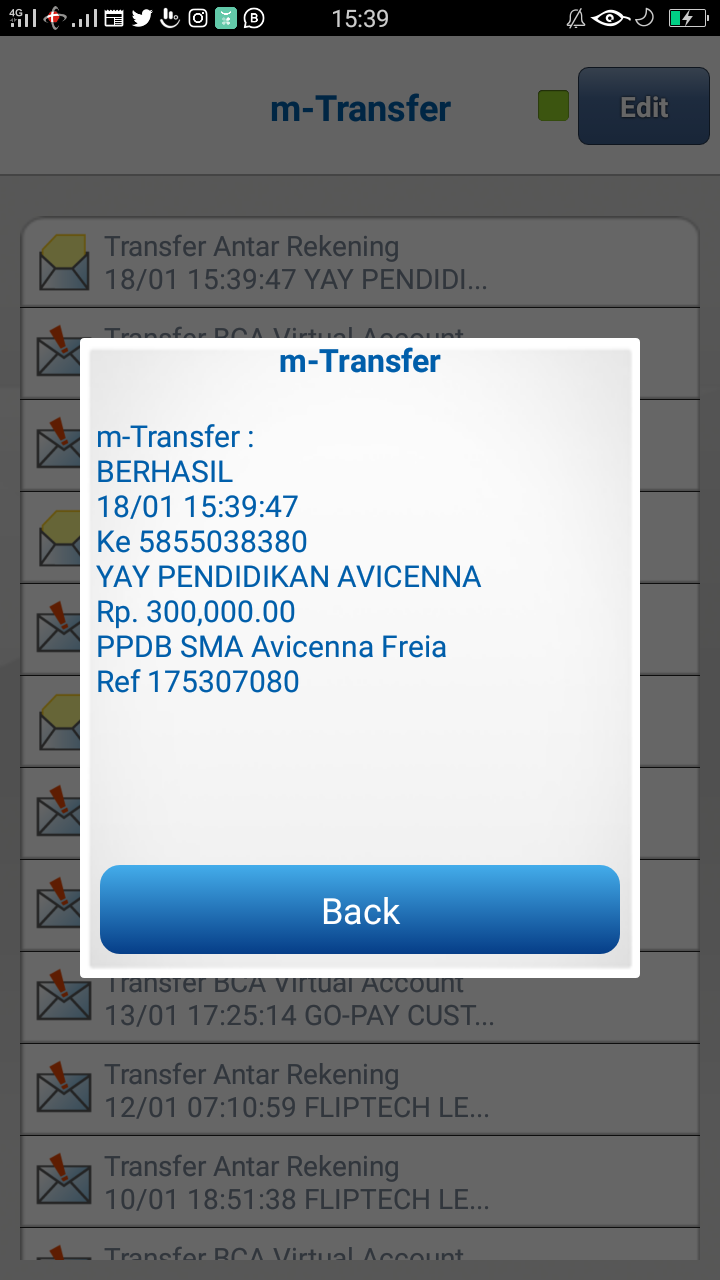 4G
15:39
m-Transfer
Edit
Transfer Antar Rekening
18/01 15:39:47 YAY PENDIDI...
Transfer BCA Virtual Account
m-Transfer
m-Transfer :
BERHASIL
18/01 15:39:47
Ke 5855038380
YAY PENDIDIKAN AVICENNA
Rp. 300,000.00
PPDB SMA Avicenna Freia
Ref 175307080
Back
Transfer BCA Virtual Account
13/01 17:25:14 GO-PAY CUST...
Transfer Antar Rekening
12/01 07:10:59 FLIPTECH LE...
Transfer Antar Rekening
10/01 18:51:38 FLIPTECH LE...
Transfer BCA Virtual Account